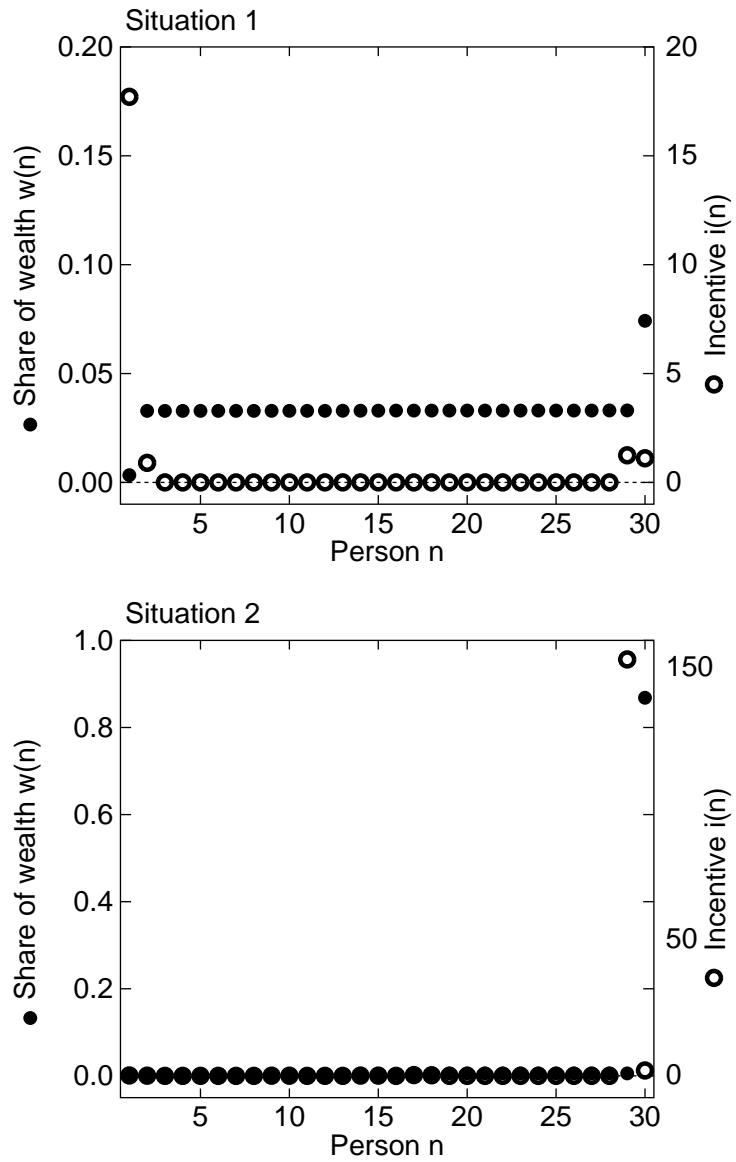 Situation 1
0.20
0.15
0.10
0.05
0.00
20
15
10
5
0
5 10 15 20 25 30
Person n
Share of wealth w(n)
Incentive i(n)
Situation 2
1.0
0.8
0.6
0.4
0.2
0.0
150
50
0
5 10 15 20 25 30
Person n
Share of wealth w(n)
Incentive i(n)